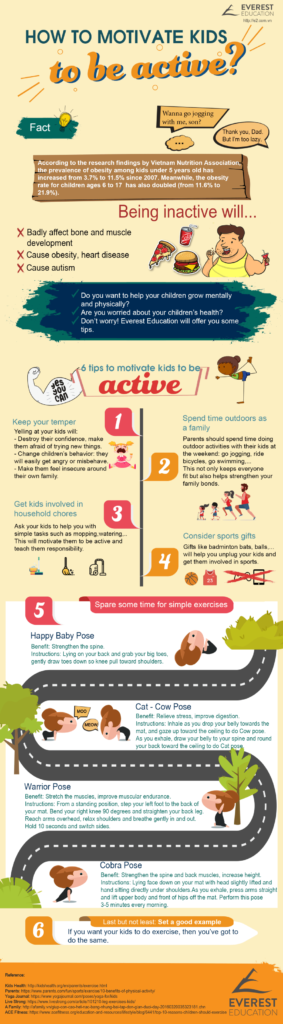 EVEREST
EDUCATION
HOW TO MOTIVATE KIDS
to be active?
Wanna go jogging
with me, son?
...
Thank you, Dad.
But I'm too lazy.
Fact
According to the research findings by Vietnam Nutrition Association,
the prevalence of obesity among kids under 5 years old has
increased from 3.7% to 11.5% since 2007. Meanwhile, the obesity
rate for children ages 6 to 17 has also doubled (from 11.6% to
21.9%).
Being inactive will...
Badly affect bone and muscle
development
Cause obesity, heart disease
Cause autism
Do you want to help your children grow mentally
and physically?
Are you worried about your children's health?
Don't worry! Everest Education will offer you some
tips.
YES
YOU
CAN
6 tips to motivate kids to be
active
1
Keep your temper
Yelling at your kids will:
- Destroy their confidence, make
them afraid of trying new things.
- Change children's behavior: they
will easily get angry or misbehave.
- Make them feel insecure around
their own family.
2
Spend time outdoors as
a family
Parents should spend time doing
outdoor activities with their kids at
the weekend: go jogging, ride
bicycles, go swimming,...
This not only keeps everyone
fit but also helps strengthen your
family bonds.
3
Get kids involved in
household chores
Ask your kids to help you with
simple tasks such as mopping, watering...
This will motivate them to be active and
teach them responsibility.
4
Consider sports gifts
Gifts like badminton bats, balls,...
will help you unplug your kids and
get them involved in sports.
5
Spare some time for simple exercises
Happy Baby Pose
Benefit: Strengthen the spine.
Instructions: Lying on your back and grab your big toes,
gently draw toes down so knee pull toward shoulders.
MOO
MEOW
Cat - Cow Pose
Benefit: Relieve stress, improve digestion.
Instructions: Inhale as you drop your belly towards the
mat, and gaze up toward the ceiling to do Cow pose.
As you exhale, draw your belly to your spine and round
your back toward the ceiling to do Cat pose.
Warrior Pose
Benefit: Stretch the muscles, improve muscular endurance.
Instructions: From a standing position, step your left foot to the back of
your mat. Bend your right knee 90 degrees and straighten your back leg.
Reach arms overhead, relax shoulders and breathe gently in and out.
Hold 10 seconds and switch sides.
Cobra Pose
Benefit: Strengthen the spine and back muscles, increase height.
Instructions: Lying face down on your mat with head slightly lifted and
hand sitting directly under shoulders. As you exhale, press arms straight
and lift upper body and front of hips off the mat. Perform this pose
3-5 minutes every morning.
6
Last but not least: Set a good example
If you want your kids to do exercise, then you've got to
do the same.
Reference:
EVEREST
EDUCATION